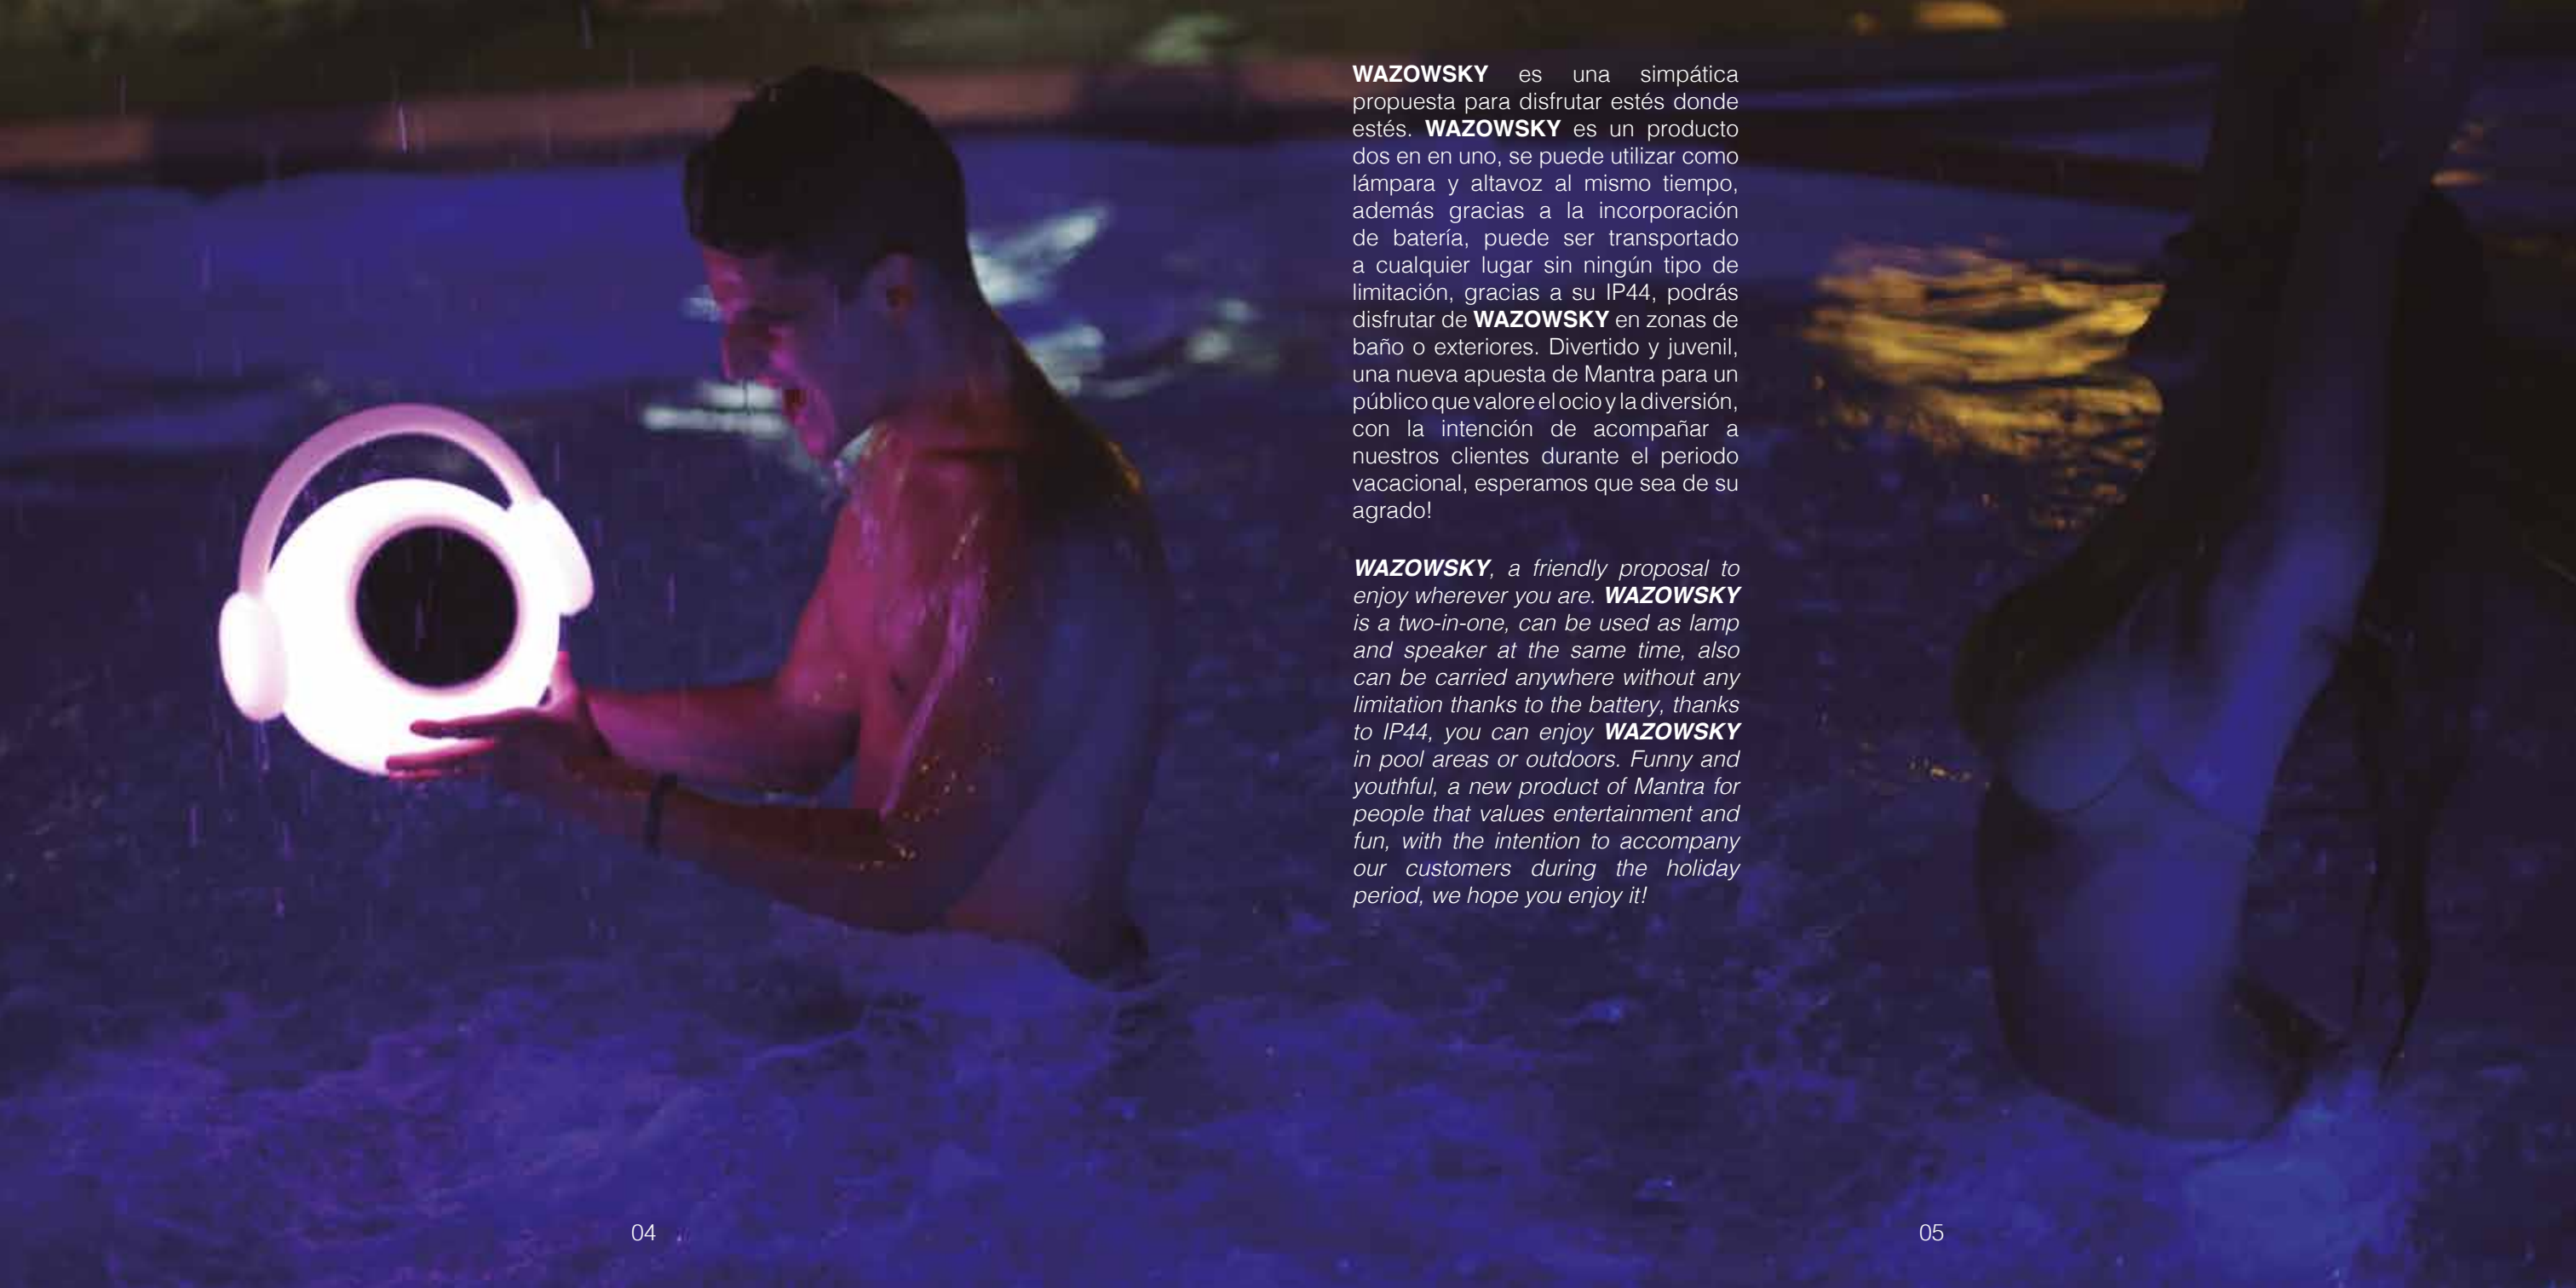 WAZOWSKY es una simpática
propuesta para disfrutar estés donde
estés. WAZOWSKY es un producto
dos en en uno, se puede utilizar como
lámpara y altavoz al mismo tiempo,
además gracias a la incorporación
de batería, puede ser transportado
a cualquier lugar sin ningún tipo de
limitación, gracias a su IP44, podrás
disfrutar de WAZOWSKY en zonas de
baño o exteriores. Divertido y juvenil,
una nueva apuesta de Mantra para un
público que valore el ocio y la diversión,
con la intención de acompañar a
nuestros clientes durante el periodo
vacacional, esperamos que sea de su
agrado!
WAZOWSKY, a friendly proposal to
enjoy wherever you are. WAZOWSKY
is a two-in-one, can be used as lamp
and speaker at the same time, also
can be carried anywhere without any
limitation thanks to the battery, thanks
to IP44, you can enjoy WAZOWSKY
in pool areas or outdoors. Funny and
youthful, a new product of Mantra for
people that values entertainment and
fun, with the intention to accompany
our customers during the holiday
period, we hope you enjoy it!
04
05